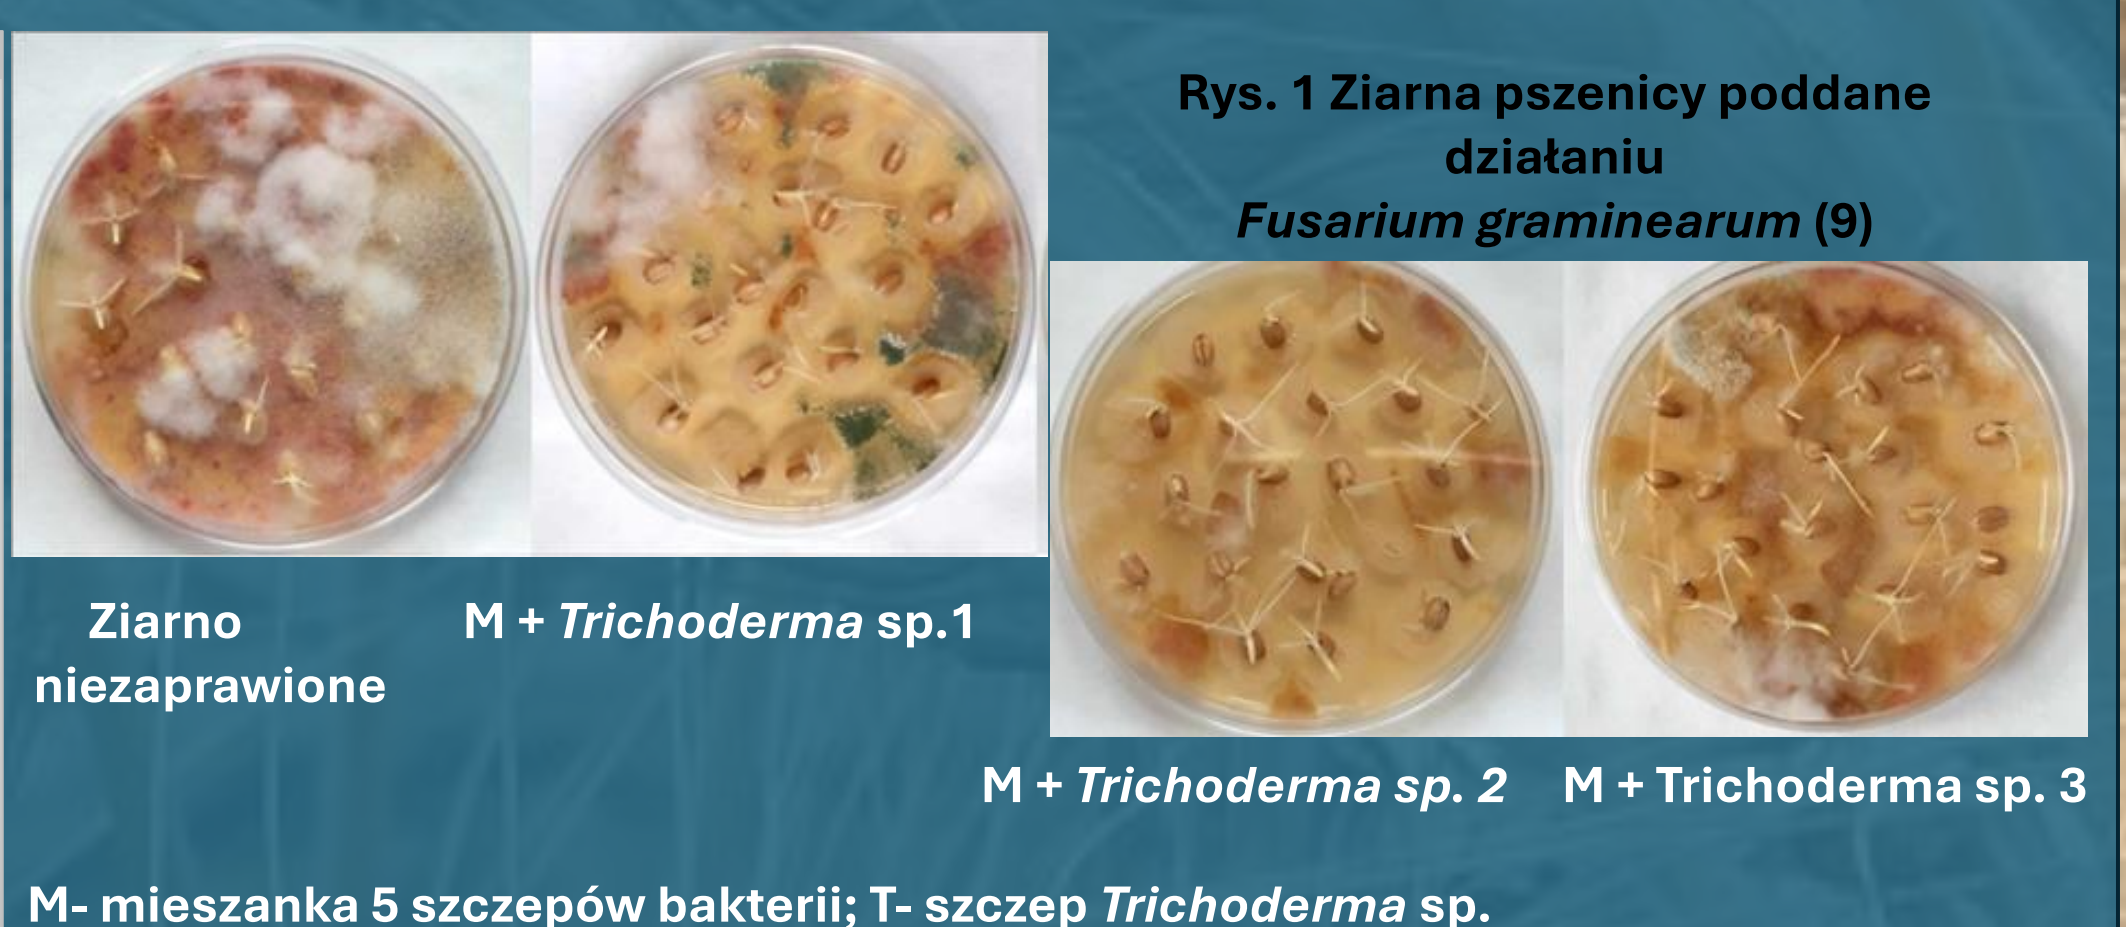 Rys. 1 Ziarna pszenicy poddane
działaniu
Fusarium graminearum (9)
Ziarno
niezaprawione
M + Trichoderma sp.1
M + Trichoderma sp. 2
M + Trichoderma sp. 3
M- mieszanka 5 szczepów bakterii; T- szczep Trichoderma sp.